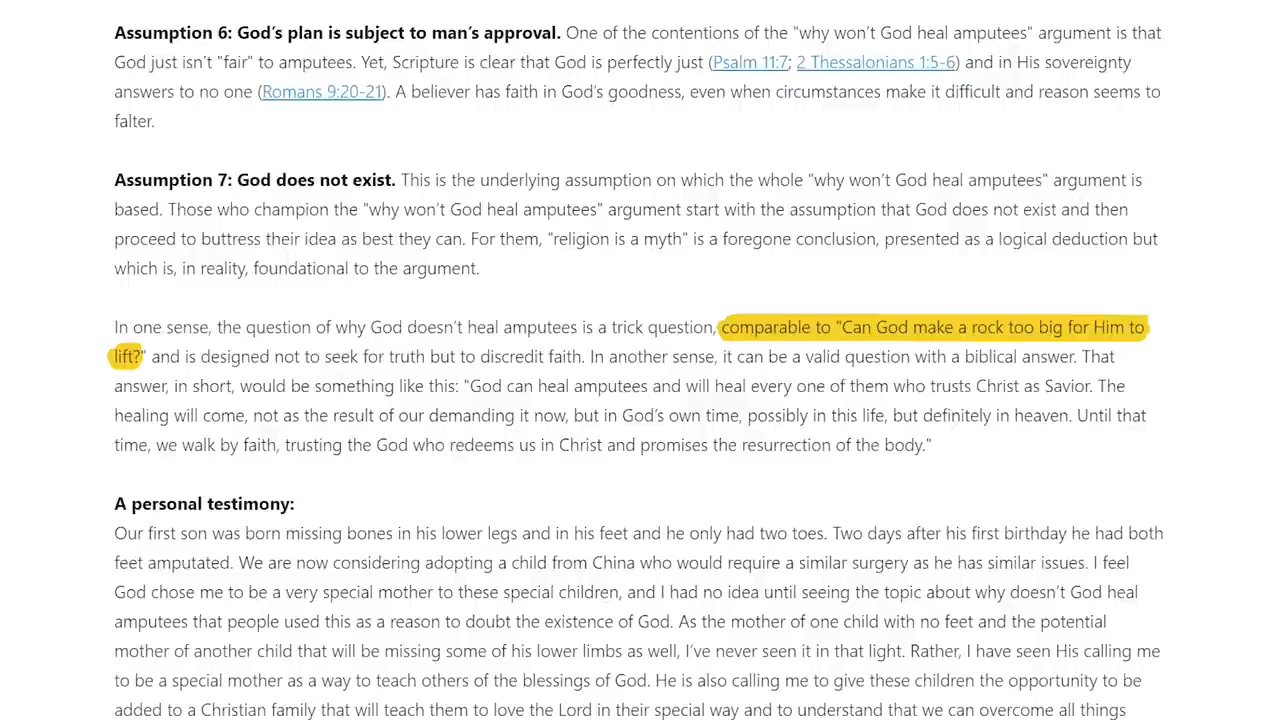 Assumption 6: God's plan is subject to man's approval. One of the contentions of the "why won't God heal amputees" argument is that
God just isn't "fair" to amputees. Yet, Scripture is clear that God is perfectly just (Psalm 11:7; 2 Thessalonians 1:5-6) and in His sovereignty
answers to no one (Romans 9:20-21). A believer has faith in God's goodness, even when circumstances make it difficult and reason seems to
falter.
Assumption 7: God does not exist. This is the underlying assumption on which the whole "why won't God heal amputees" argument is
based. Those who champion the "why won't God heal amputees" argument start with the assumption that God does not exist and then
proceed to buttress their idea as best they can. For them, "religion is a myth" is a foregone conclusion, presented as a logical deduction but
which is, in reality, foundational to the argument.
In one sense, the question of why God doesn't heal amputees is a trick question, comparable to "Can God make a rock too big for Him to
lift?" and is designed not to seek for truth but to discredit faith. In another sense, it can be a valid question with a biblical answer. That
answer, in short, would be something like this: "God can heal amputees and will heal every one of them who trusts Christ as Savior. The
healing will come, not as the result of our demanding it now, but in God's own time, possibly in this life, but definitely in heaven. Until that
time, we walk by faith, trusting the God who redeems us in Christ and promises the resurrection of the body."
A personal testimony:
Our first son was born missing bones in his lower legs and in his feet and he only had two toes. Two days after his first birthday he had both
feet amputated. We are now considering adopting a child from China who would require a similar surgery as he has similar issues. I feel
God chose me to be a very special mother to these special children, and I had no idea until seeing the topic about why doesn't God heal
amputees that people used this as a reason to doubt the existence of God. As the mother of one child with no feet and the potential
mother of another child that will be missing some of his lower limbs as well, I've never seen it in that light. Rather, I have seen His calling me
to be a special mother as a way to teach others of the blessings of God. He is also calling me to give these children the opportunity to be
added to a Christian family that will teach them to love the Lord in their special way and to understand that we can overcome all things